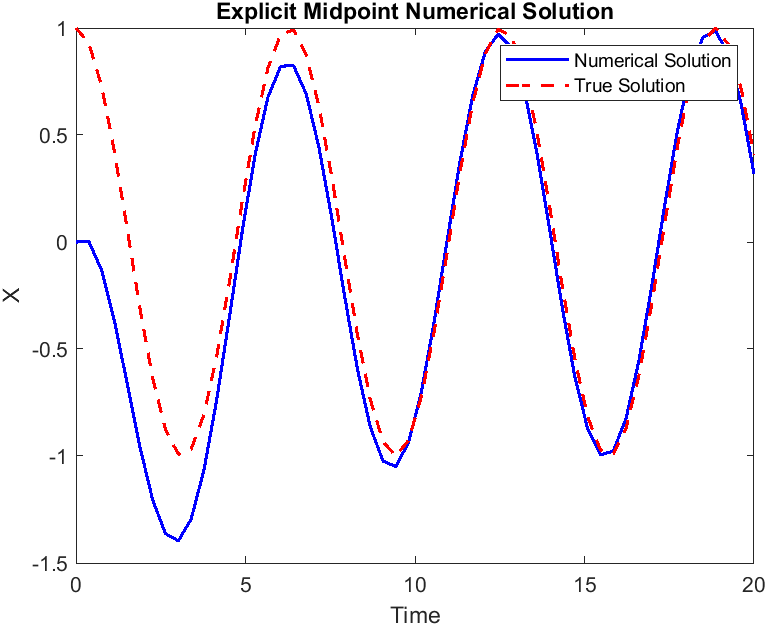 Explicit Midpoint Numerical Solution
Numerical Solution
True Solution
1
0.5
0
-0.5
-1
-1.5
X
0 5 10 15 20
Time